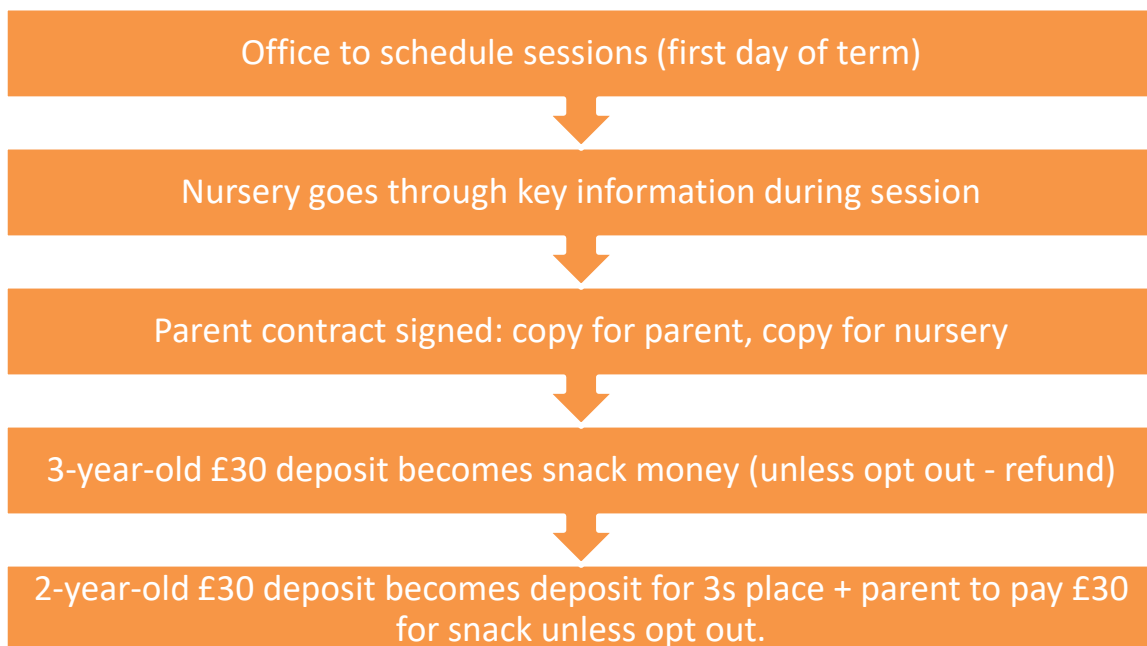 Office to schedule sessions (first day of term)
Nursery goes through key information during session
Parent contract signed: copy for parent, copy for nursery
3-year-old £30 deposit becomes snack money (unless opt out - refund)
2-year-old £30 deposit becomes deposit for 3s place + parent to pay £30
for snack unless opt out.